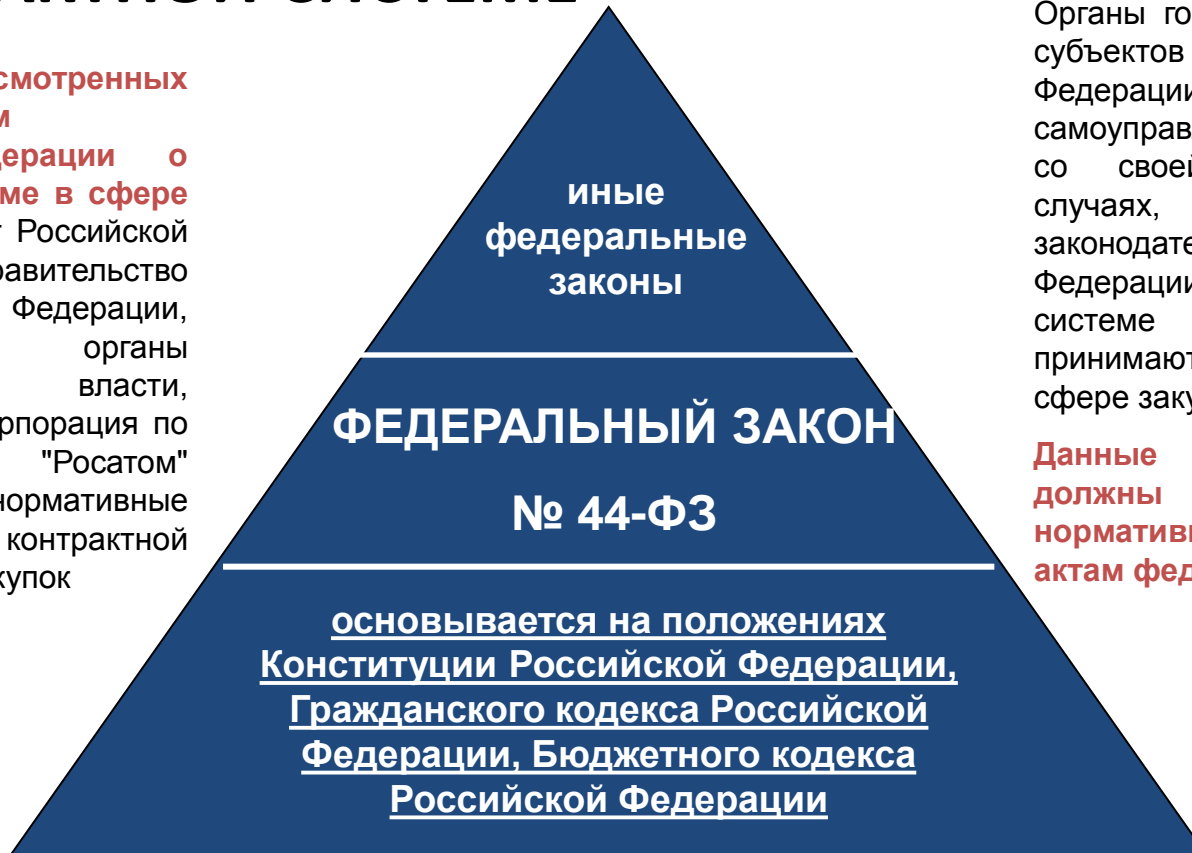 смотренных
м
дерации о
ме в сфере
т Российской
равительство
Федерации,
органы
власти,
рпорация по
"Росатом"
нормативные
контрактной
купок
иные
федеральные
законы
ФЕДЕРАЛЬНЫЙ ЗАКОН
№ 44-ФЗ
основывается на положениях
Конституции Российской Федерации,
Гражданского кодекса Российской
Федерации, Бюджетного кодекса
Российской Федерации
Органы го
субъектов
Федерации
самоуправ
со своей
случаях,
законодате
Федерации
системе
принимают
сфере заку
Данные
должны
нормативн
актам фед